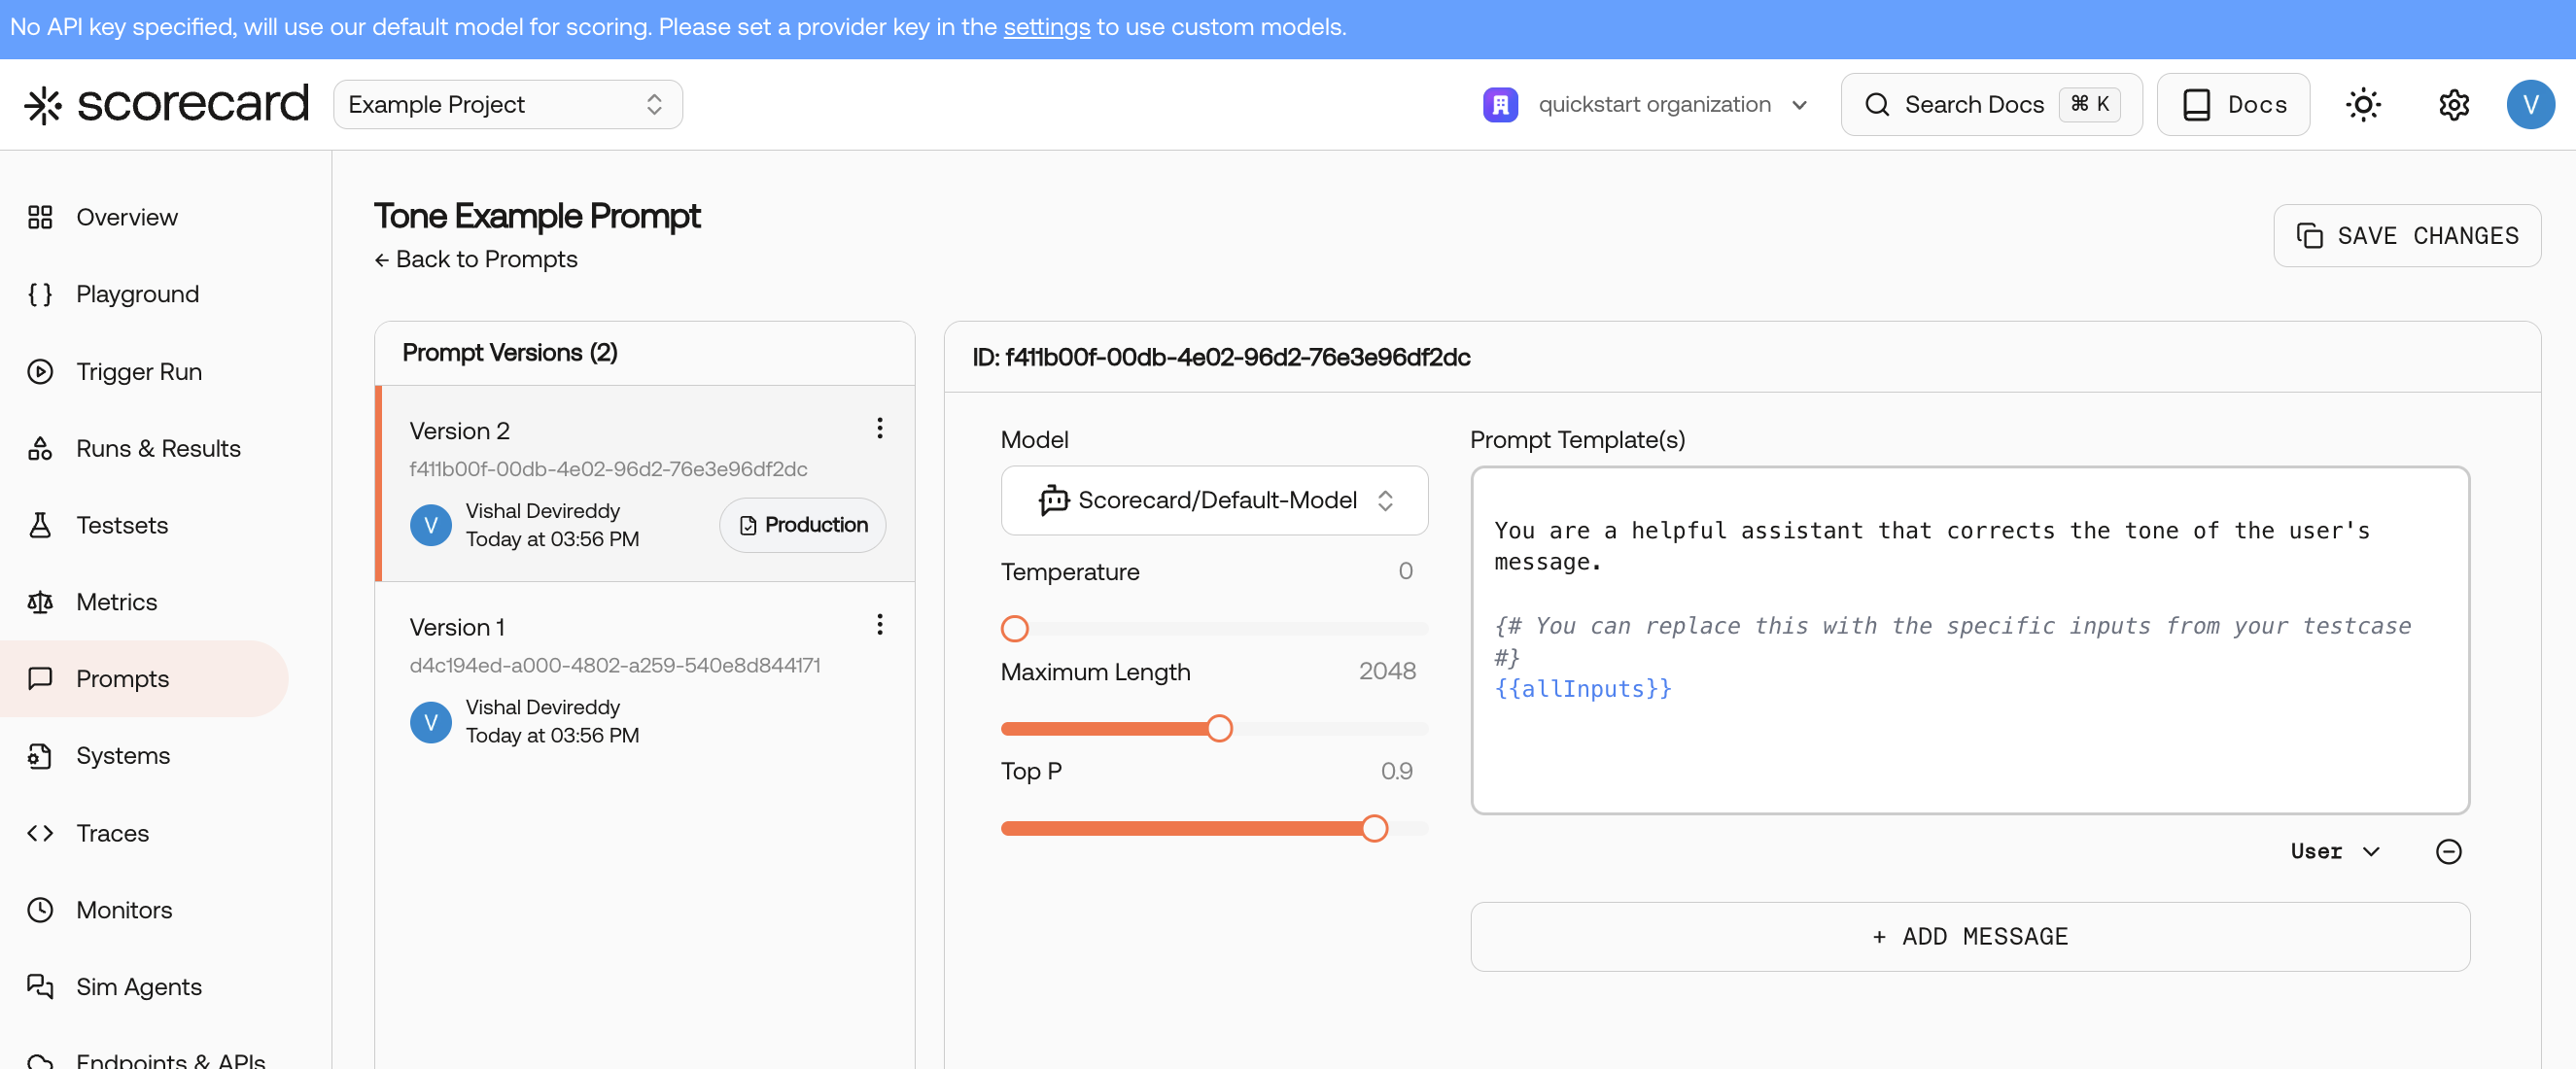 No API key specified, will use our default model for scoring. Please set a provider key in the settings to use custom models.
scorecard
Example Project
quickstart organization
Search Docs ⌘ K
Docs
V
Overview
Playground
Trigger Run
Runs & Results
Testsets
Metrics
Prompts
Systems
Traces
Monitors
Sim Agents
Endpoints & APIs
Tone Example Prompt
← Back to Prompts
SAVE CHANGES
Prompt Versions (2)
Version 2
f411b00f-00db-4e02-96d2-76e3e96df2dc
V
Vishal Devireddy
Today at 03:56 PM
Production
Version 1
d4c194ed-a000-4802-a259-540e8d844171
V
Vishal Devireddy
Today at 03:56 PM
ID: f411b00f-00db-4e02-96d2-76e3e96df2dc
Model
Scorecard/Default-Model
Temperature 0
Maximum Length 2048
Top P 0.9
Prompt Template(s)
You are a helpful assistant that corrects the tone of the user's
message.
{# You can replace this with the specific inputs from your testcase
#}
{{allInputs}}
User
+ ADD MESSAGE